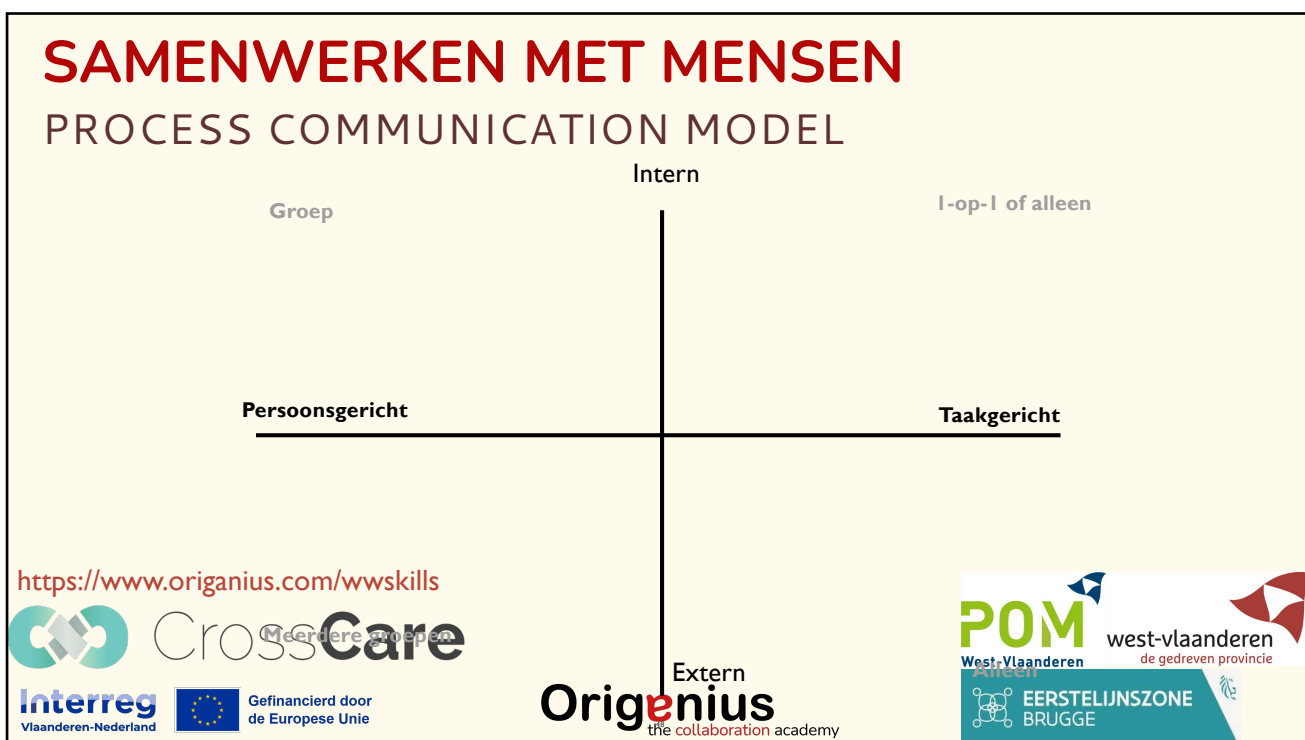 SAMENWERKEN MET MENSEN
PROCESS COMMUNICATION MODEL
Intern
Groep
1-op-1 of alleen
Persoonsgericht
Taakgericht
https://www.origanius.com/wwskills
CrossCare
Meerdere groepen
POM
West-Vlaanderen
west-vlaanderen
de gedreven provincie
Alleen
Extern
Interreg
Vlaanderen-Nederland
Gefinancierd door
de Europese Unie
Origanius
the collaboration academy
EERSTELIJNSZONE
BRUGGE